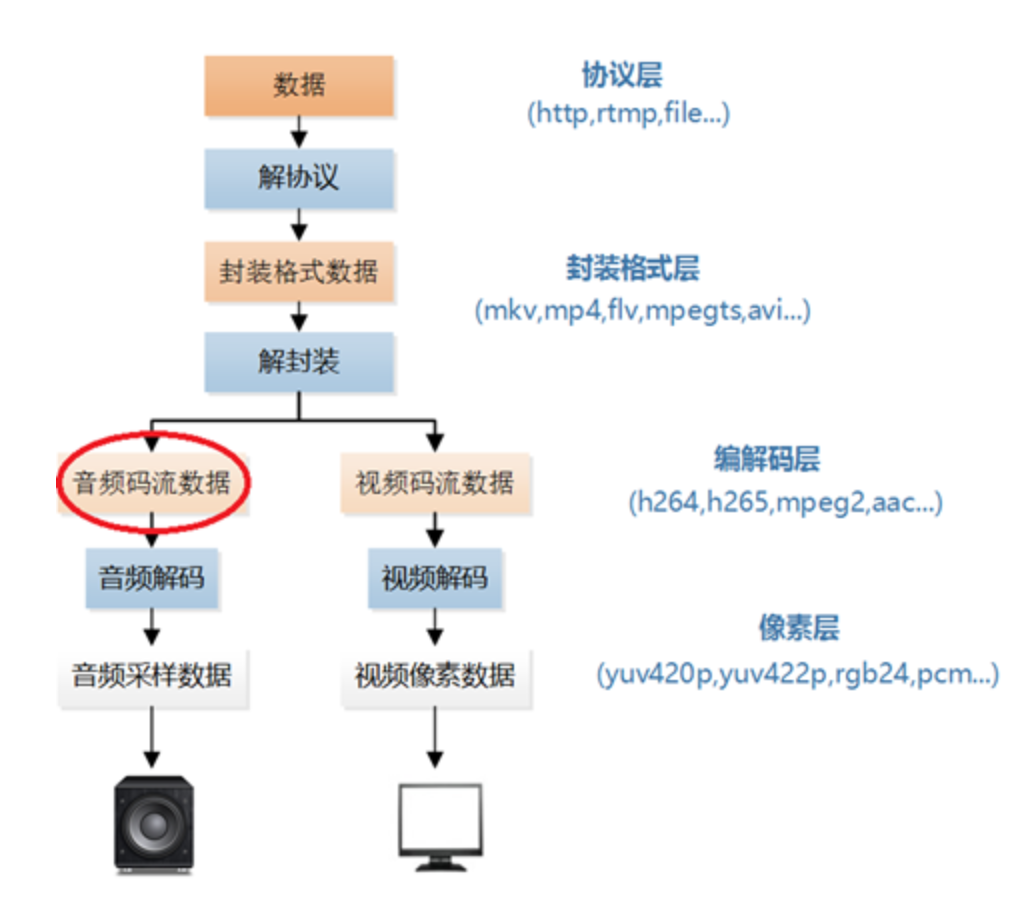 数据
协议层
(http,rtmp,file...)
解协议
封装格式数据
封装格式层
(mkv,mp4,flv,mpegts,avi...)
解封装
音频码流数据
视频码流数据
编解码层
(h264,h265,mpeg2,aac...)
音频解码
视频解码
像素层
(yuv420p,yuv422p,rgb24,pcm...)
音频采样数据
视频像素数据